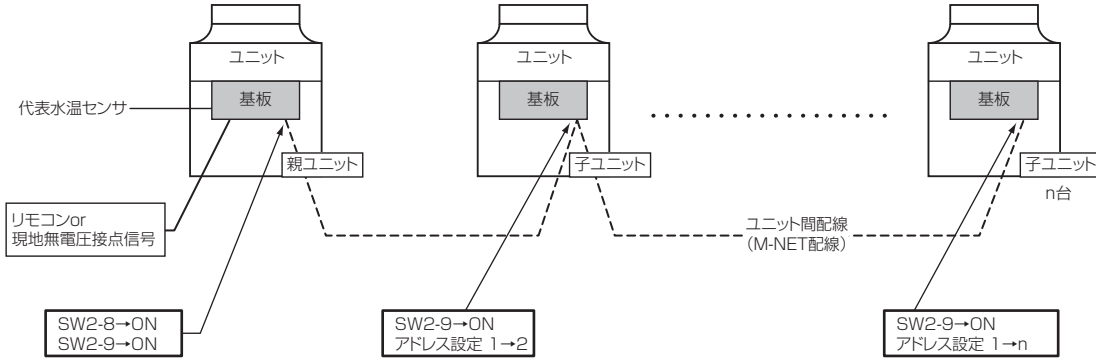 ユニット
基板
代表水温センサ
親ユニット
リモコンor
現地無電圧接点信号
SW2-8→ON
SW2-9→ON
ユニット
基板
子ユニット
SW2-9→ON
アドレス設定 1→2
ユニット間配線
(M-NET配線)
ユニット
基板
子ユニット
n台
SW2-9→ON
アドレス設定 1→n